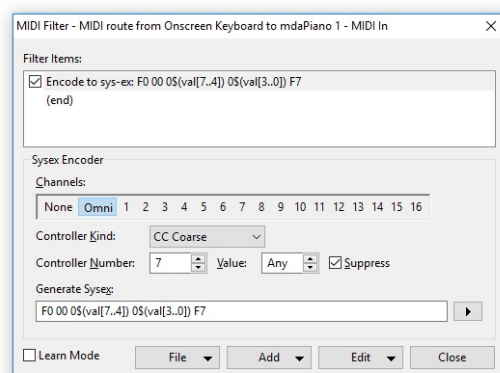 MIDI Filter - MIDI route from Onscreen Keyboard to mdaPiano 1 - MIDI In
Filter Items:
Encode to sys-ex: F0 00 0$(val[7..4]) 0$(val[3..0]) F7
(end)
Sysex Encoder
Channels:
None Omni 1 2 3 4 5 6 7 8 9 10 11 12 13 14 15 16
Controller Kind: CC Coarse
Controller Number: 7 Value: Any Suppress
Generate Sysex:
F0 00 0$(val[7..4]) 0$(val[3..0]) F7
Learn Mode File Add Edit Close